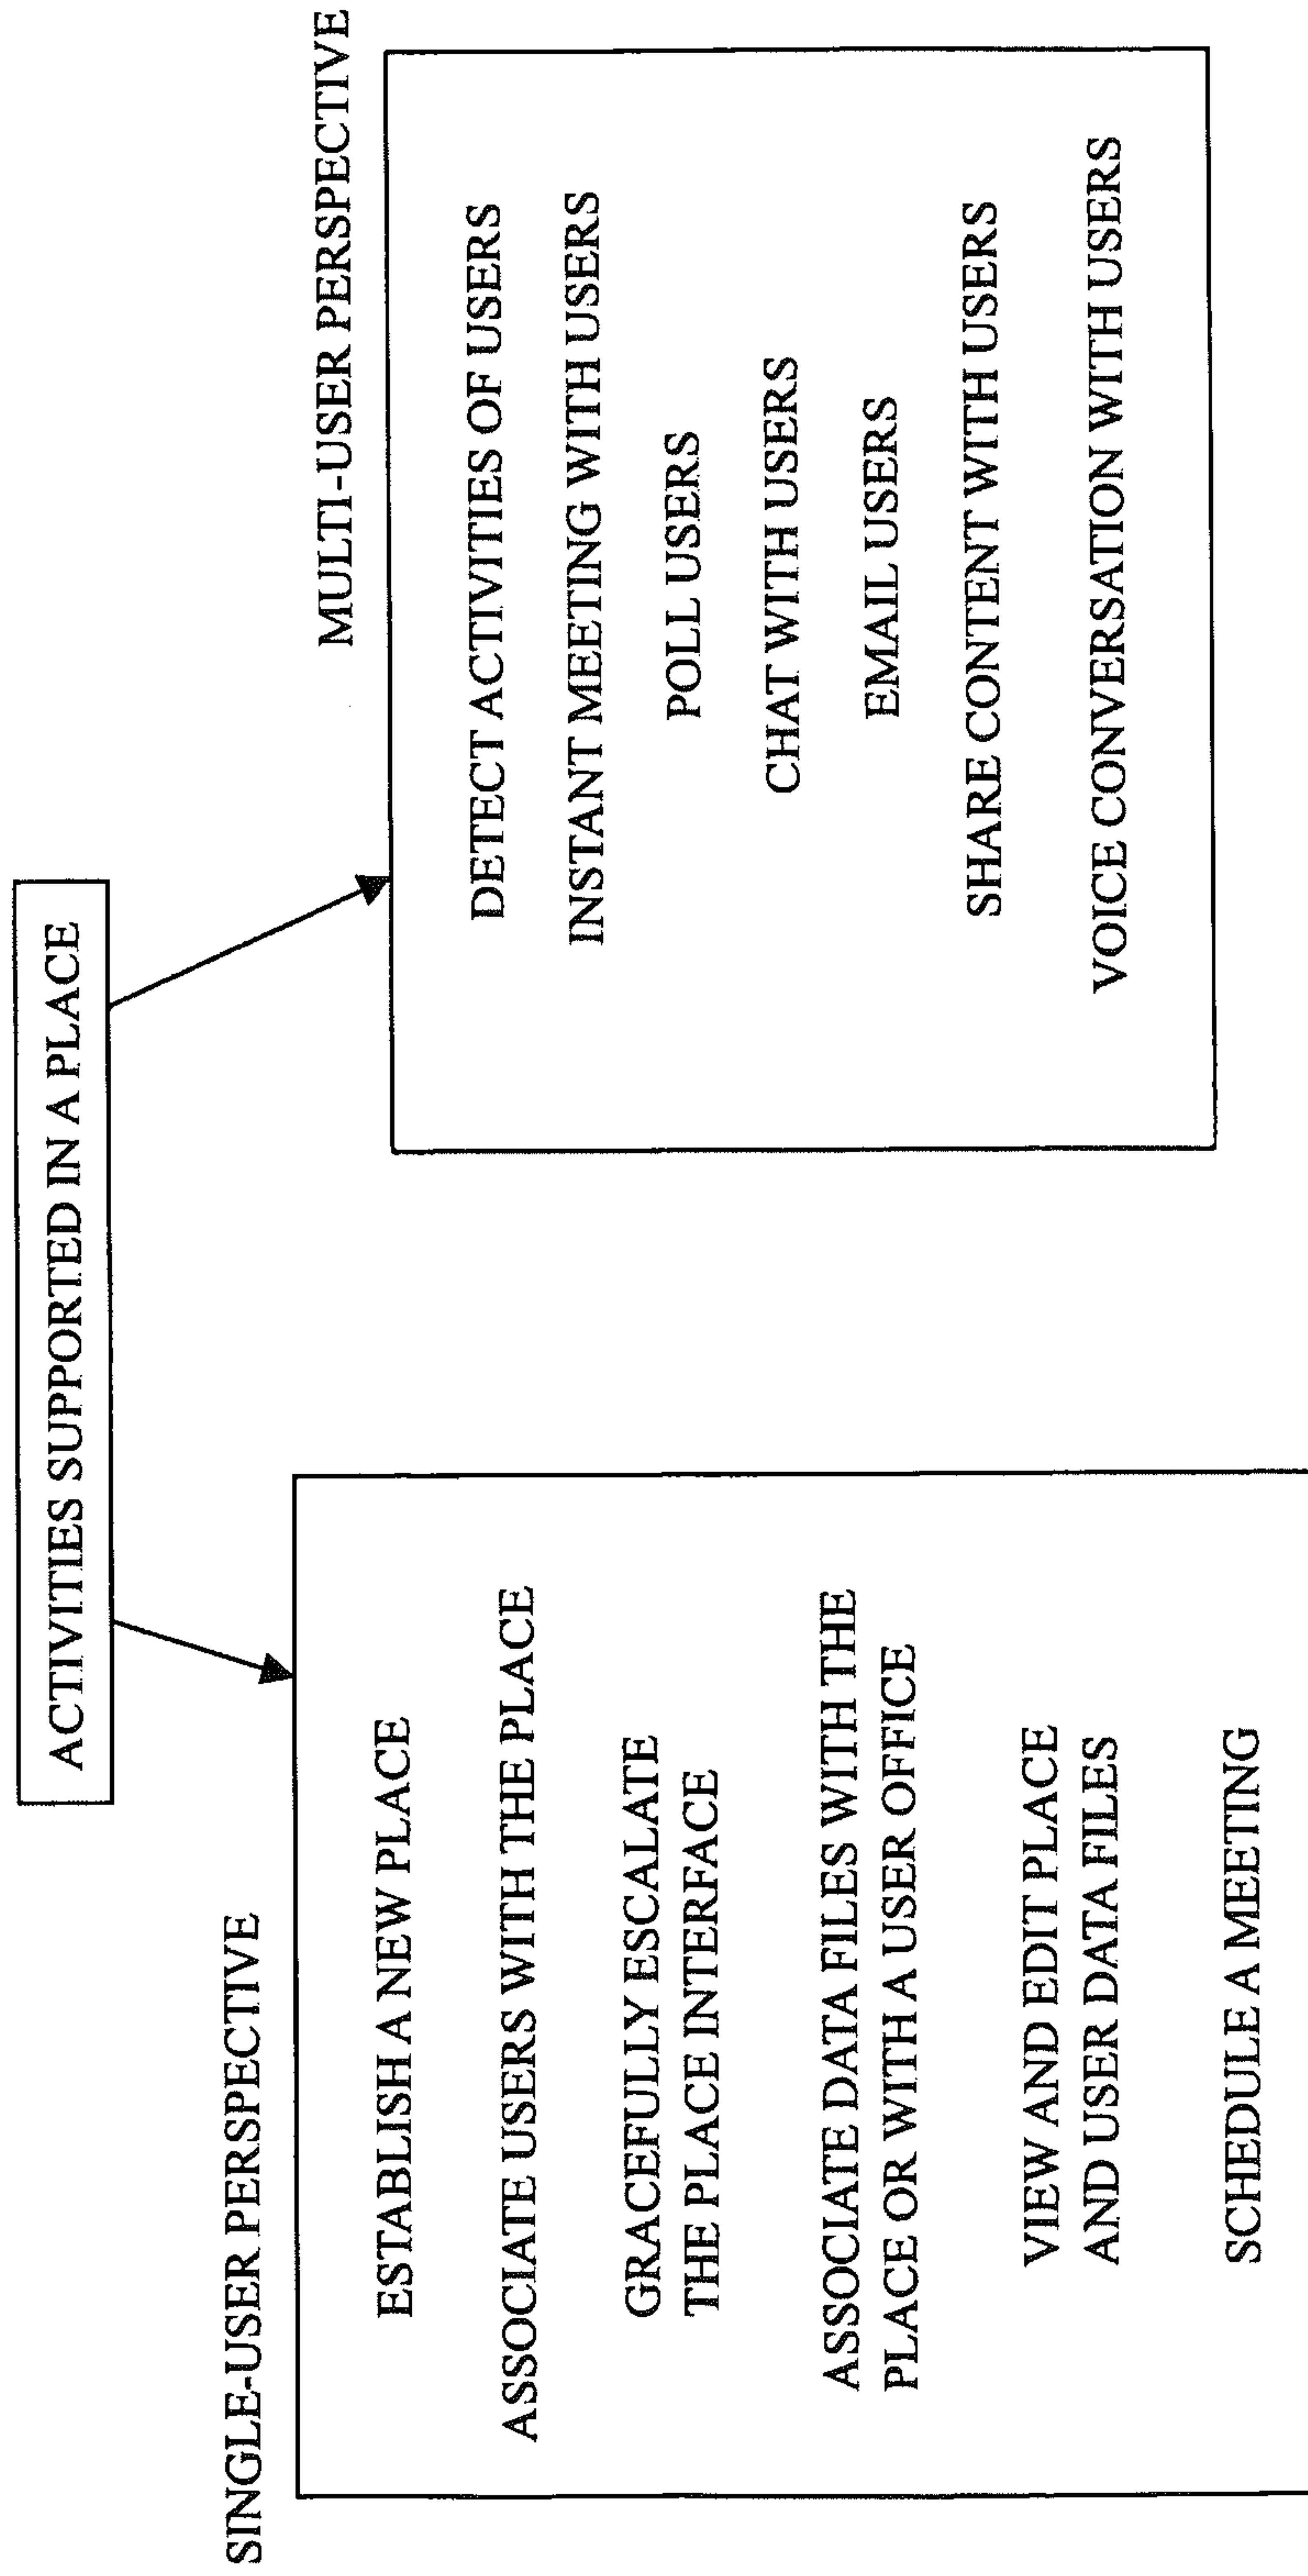 ACTIVITIES SUPPORTED IN A PLACE
SINGLE-USER PERSPECTIVE
ESTABLISH A NEW PLACE
ASSOCIATE USERS WITH THE PLACE
GRACEFULLY ESCALATE
THE PLACE INTERFACE
ASSOCIATE DATA FILES WITH THE
PLACE OR WITH A USER OFFICE
VIEW AND EDIT PLACE
AND USER DATA FILES
SCHEDULE A MEETING
MULTI-USER PERSPECTIVE
DETECT ACTIVITIES OF USERS
INSTANT MEETING WITH USERS
POLL USERS
CHAT WITH USERS
EMAIL USERS
SHARE CONTENT WITH USERS
VOICE CONVERSATION WITH USERS